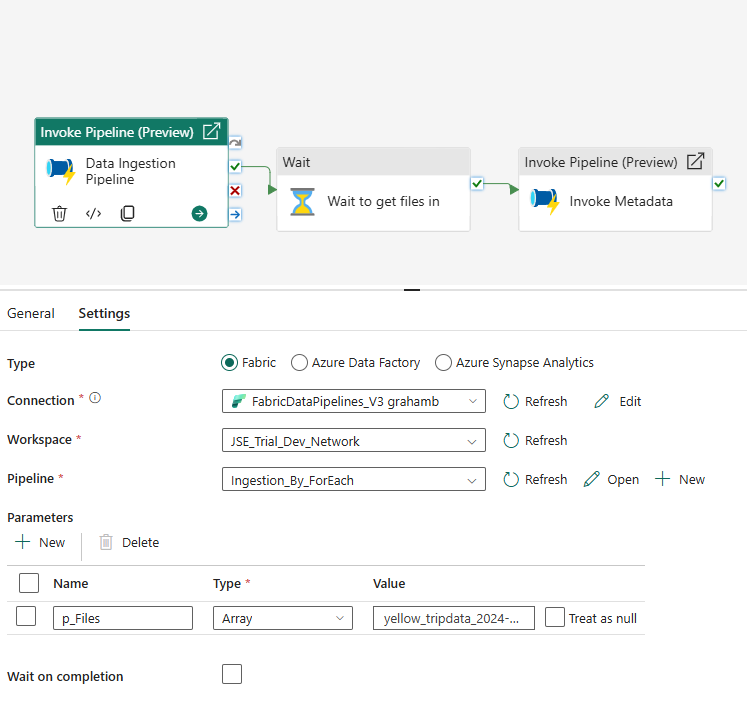 Invoke Pipeline (Preview)
Data Ingestion
Pipeline
Wait
Wait to get files in
Invoke Pipeline (Preview)
Invoke Metadata
General Settings
Type Fabric Azure Data Factory Azure Synapse Analytics
Connection * FabricDataPipelines_V3 grahamb Refresh Edit
Workspace * JSE_Trial_Dev_Network Refresh
Pipeline * Ingestion_By_ForEach Refresh Open New
Parameters
New Delete
Name Type * Value
p_Files Array yellow_tripdata_2024-... Treat as null
Wait on completion